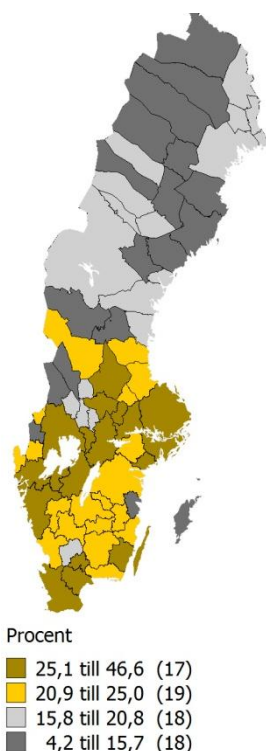 Procent
25,1 till 46,6 (17)
20,9 till 25,0 (19)
15,8 till 20,8 (18)
4,2 till 15,7 (18)